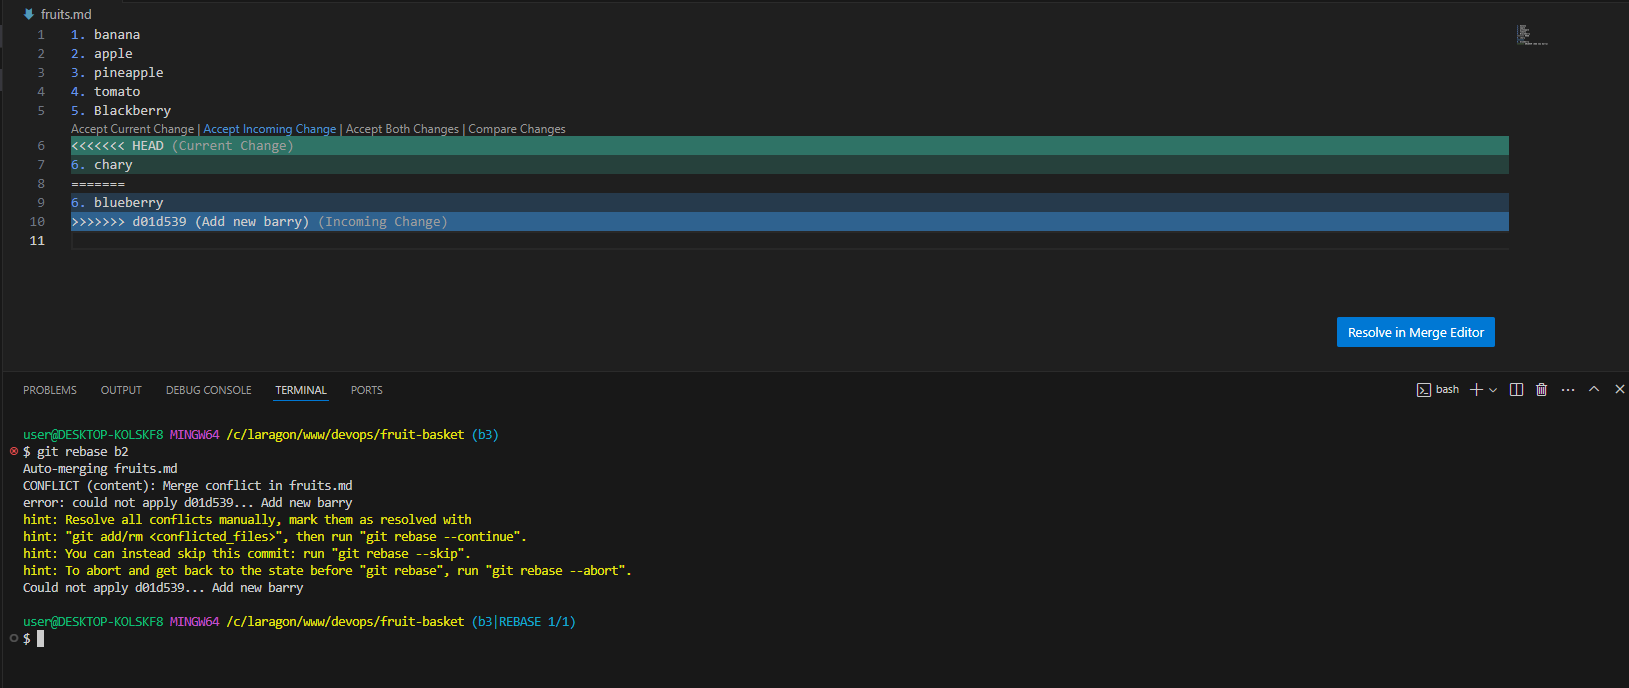 fruits.md
1 1. banana
2 2. apple
3 3. pineapple
4 4. tomato
5 5. Blackberry
Accept Current Change | Accept Incoming Change | Accept Both Changes | Compare Changes
6 <<<<<<< HEAD (Current Change)
7 6. chary
8 =======
9 6. blueberry
10 >>>>>>> d01d539 (Add new barry) (Incoming Change)
11
Resolve in Merge Editor
PROBLEMS OUTPUT DEBUG CONSOLE TERMINAL PORTS bash
user@DESKTOP-KOLSKF8 MINGW64 /c/laragon/www/devops/fruit-basket (b3)
$ git rebase b2
Auto-merging fruits.md
CONFLICT (content): Merge conflict in fruits.md
error: could not apply d01d539... Add new barry
hint: Resolve all conflicts manually, mark them as resolved with
hint: "git add/rm <conflicted_files>", then run "git rebase --continue".
hint: You can instead skip this commit: run "git rebase --skip".
hint: To abort and get back to the state before "git rebase", run "git rebase --abort".
Could not apply d01d539... Add new barry
user@DESKTOP-KOLSKF8 MINGW64 /c/laragon/www/devops/fruit-basket (b3|REBASE 1/1)
$